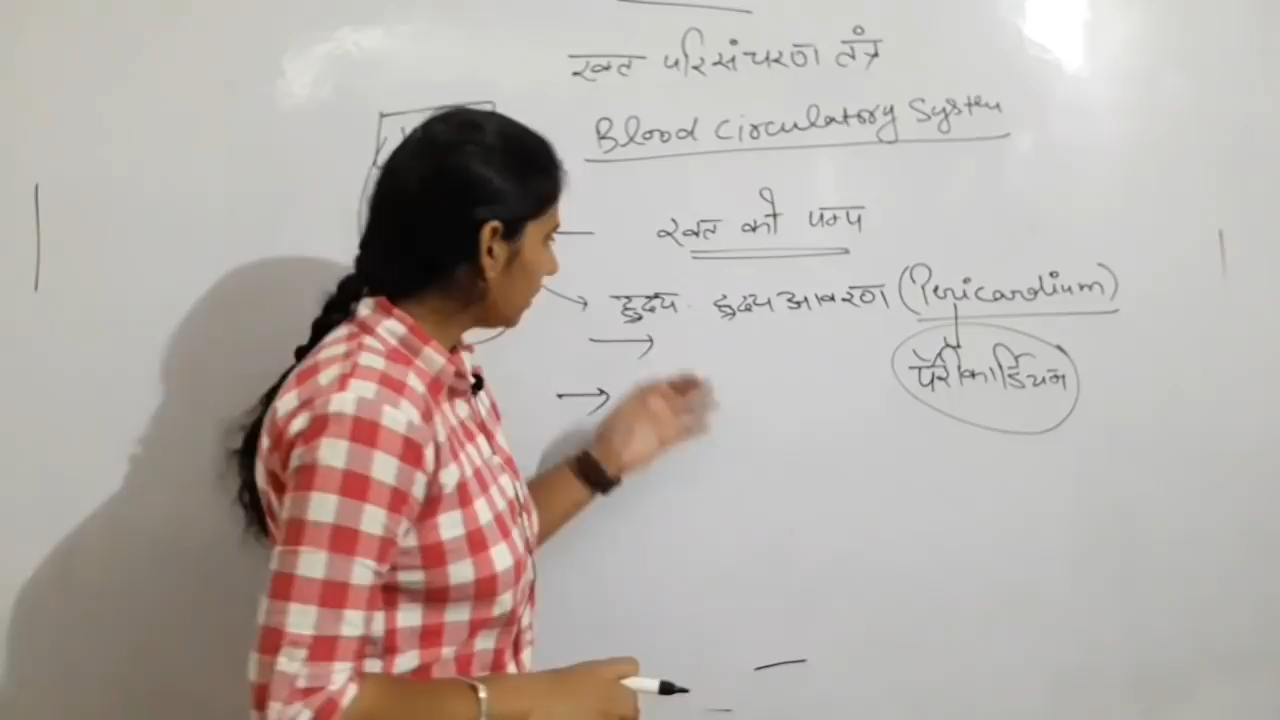 रक्त परिसंचरण तंत्र
Blood Circulatory System
रक्त को पम्प
हृदय हृदय आवरण (Pericardium)
पेरीकार्डियम